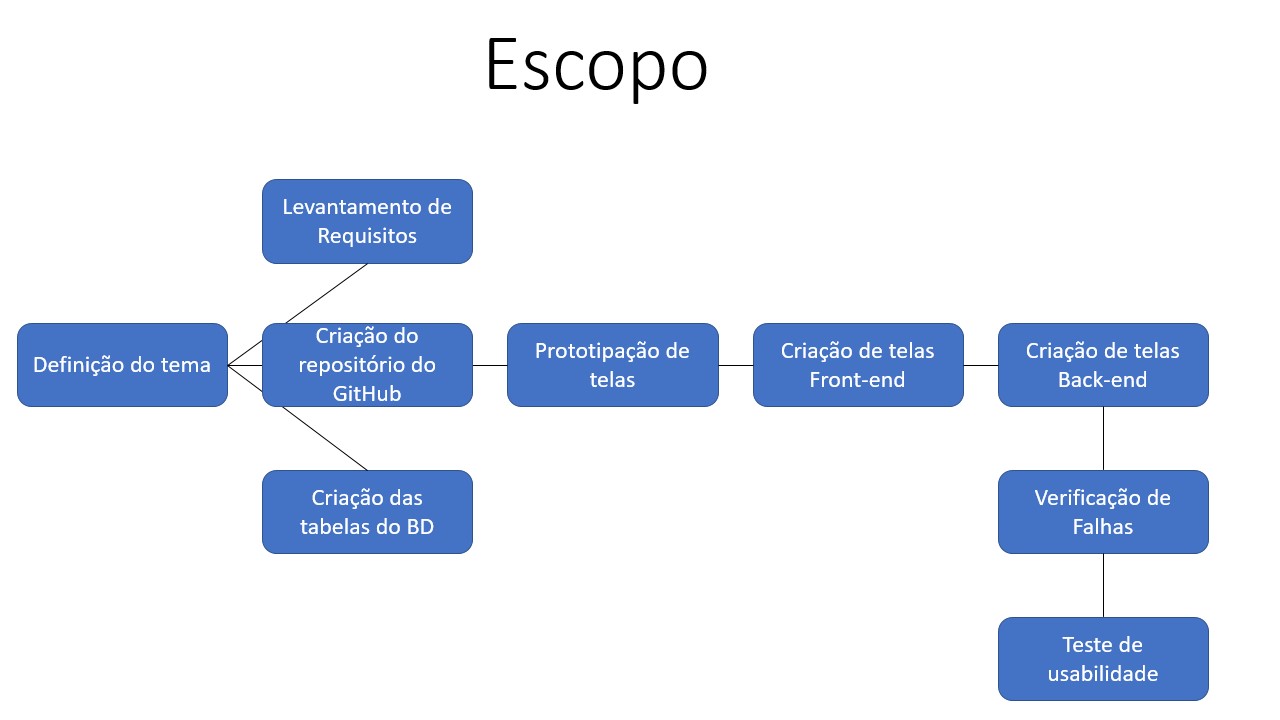 Escopo
Levantamento de
Requisitos
Definição do tema
Criação do
repositório do
GitHub
Prototipação de
telas
Criação de telas
Front-end
Criação de telas
Back-end
Criação das
tabelas do BD
Verificação de
Falhas
Teste de
usabilidade